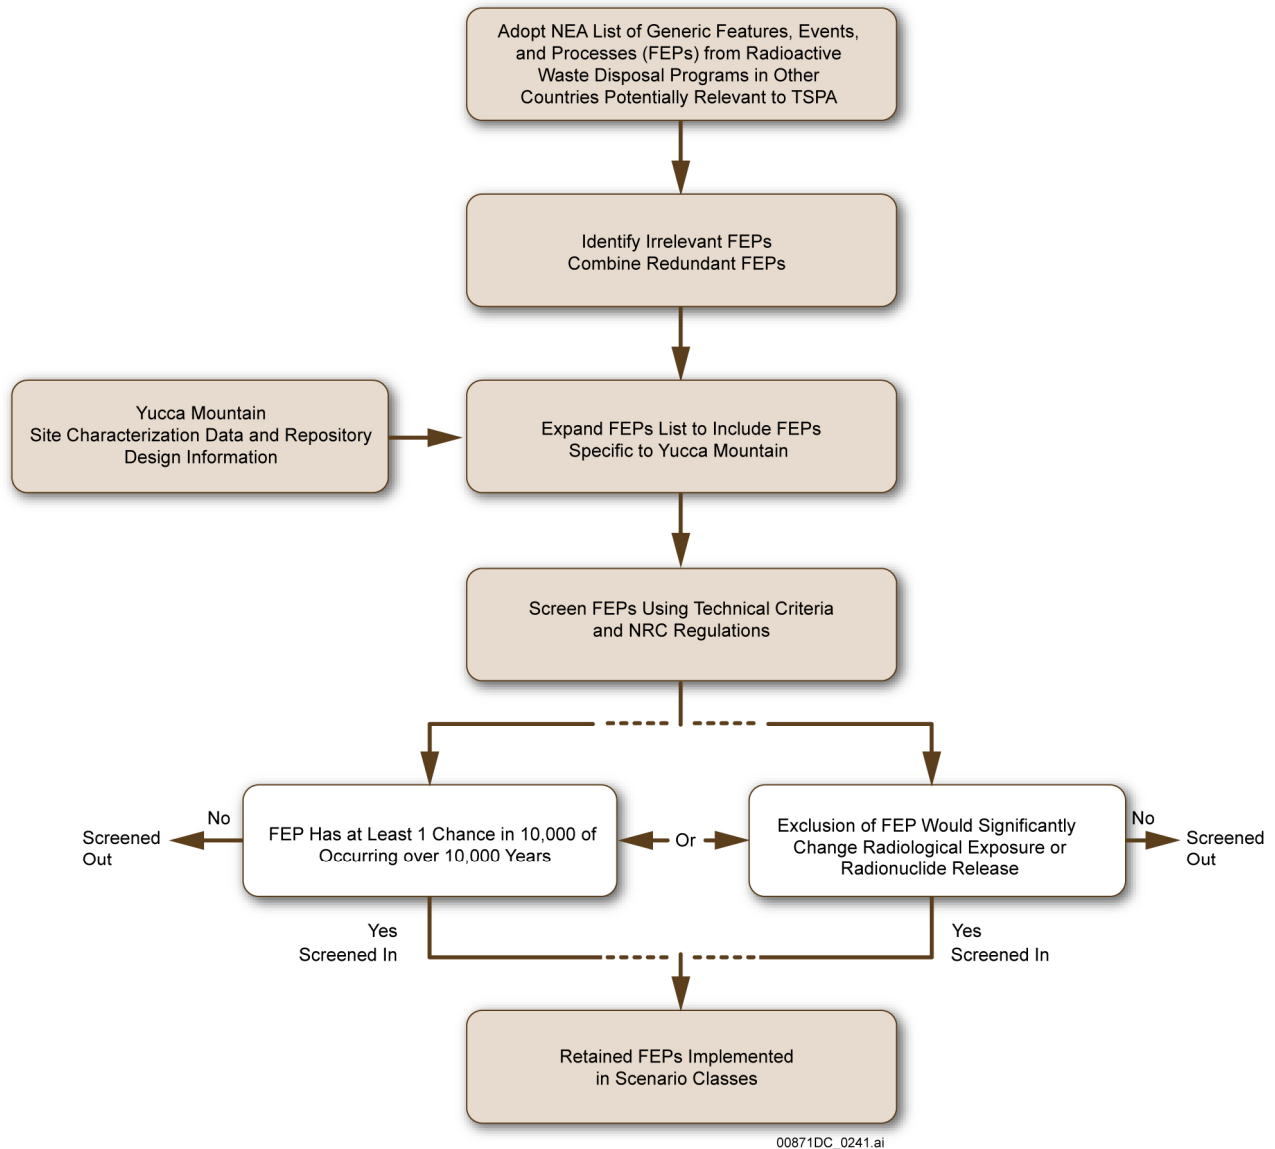 Adopt NEA List of Generic Features, Events,
and Processes (FEPs) from Radioactive
Waste Disposal Programs in Other
Countries Potentially Relevant to TSPA
Identify Irrelevant FEPs
Combine Redundant FEPs
Yucca Mountain
Site Characterization Data and Repository
Design Information
Expand FEPs List to Include FEPs
Specific to Yucca Mountain
Screen FEPs Using Technical Criteria
and NRC Regulations
No
Screened
Out
FEP Has at Least 1 Chance in 10,000 of
Occurring over 10,000 Years
Or
Exclusion of FEP Would Significantly
Change Radiological Exposure or
Radionuclide Release
No
Screened
Out
Yes
Screened In
Yes
Screened In
Retained FEPs Implemented
in Scenario Classes
00871DC_0241.ai